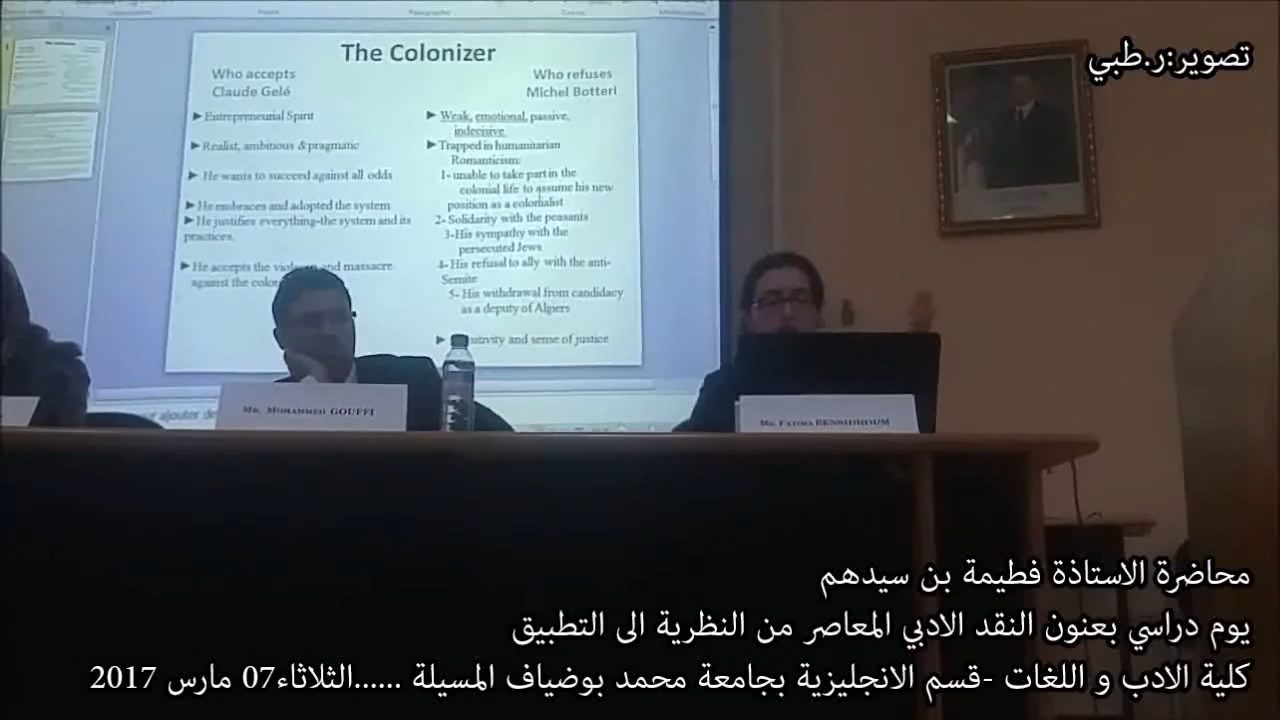 تصوير:ر.طبي
The Colonizer
Who accepts
Claude Gelé
► Entrepreneurial Spirit
► Realist, ambitious & pragmatic
► He wants to succeed against all odds
► He embraces and adopted the system
► He justifies everything-the system and its
practices.
► He accepts the and massacre
against the
Who refuses
Michel Botteri
► Weak, emotional, passive,
indecisive.
► Trapped in humanitarian
Romanticism:
1- unable to take part in the
colonial life to assume his new
position as a colonialist
2- Solidarity with the peasants
3-His sympathy with the
persecuted Jews
4- His refusal to ally with the anti-
Semite
5- His withdrawal from candidacy
as a deputy of Algiers
► and sense of justice
ajouter
Mr. Mohammed GOUFFI
محاضرة الاستاذة فطيمة بن سيدهم
يوم دراسي بعنون النقد الادبي المعاصر من النظرية الى التطبيق
كلية الادب و اللغات -قسم الانجليزية بجامعة محمد بوضياف المسيلة ......الثلاثاء07 مارس 2017